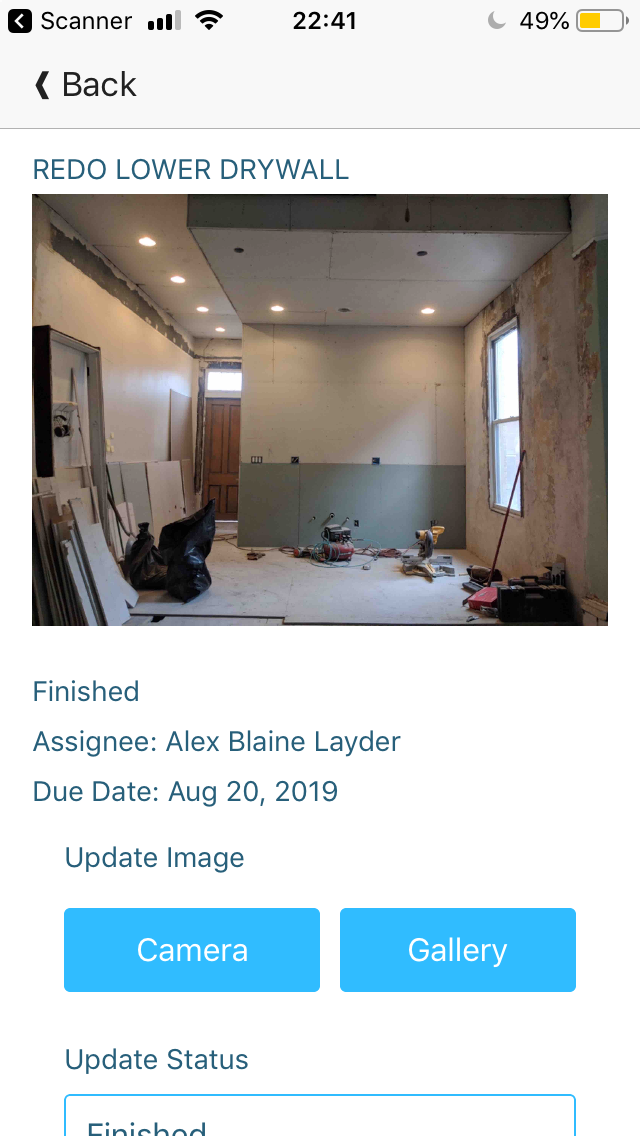 Scanner
22:41
49%
Back
REDO LOWER DRYWALL
Finished
Assignee: Alex Blaine Layder
Due Date: Aug 20, 2019
Update Image
Camera
Gallery
Update Status
Finished